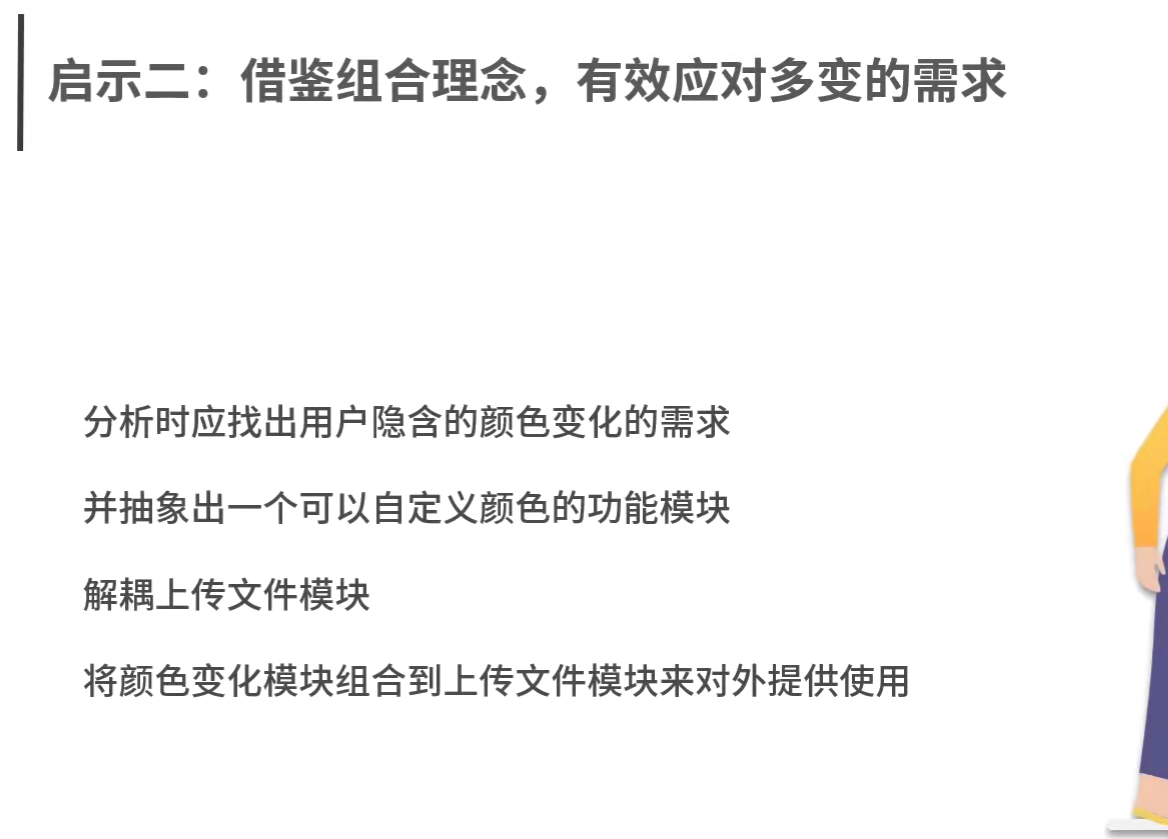 启示二：借鉴组合理念，有效应对多变的需求
分析时应找出用户隐含的颜色变化的需求
并抽象出一个可以自定义颜色的功能模块
解耦上传文件模块
将颜色变化模块组合到上传文件模块来对外提供使用